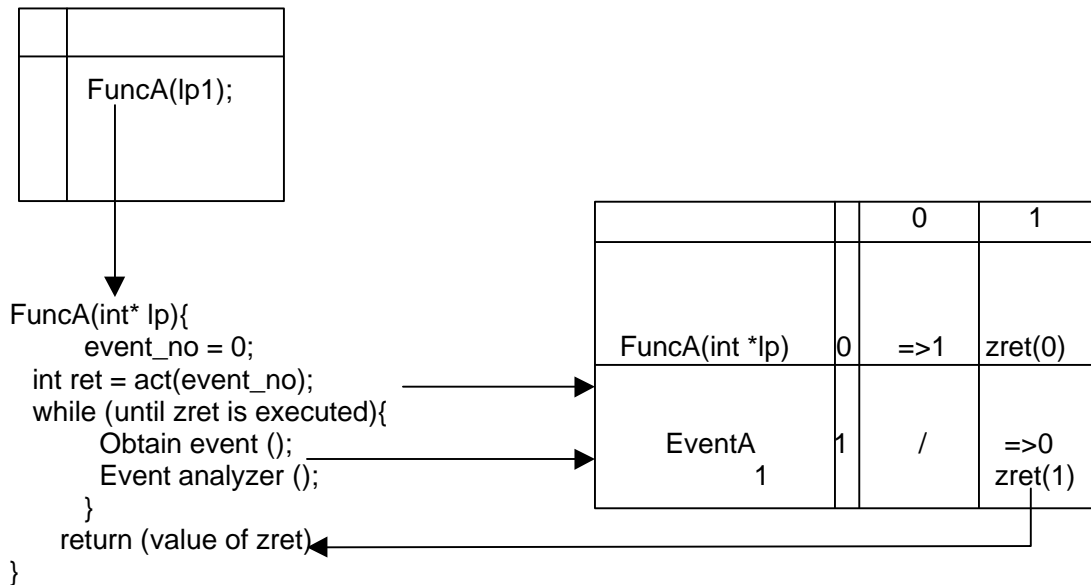 FuncA(lp1);
FuncA(int* lp){
event_no = 0;
int ret = act(event_no);
while (until zret is executed){
Obtain event ();
Event analyzer ();
}
return (value of zret)
}
0 1
FuncA(int *lp) 0 =>1 zret(0)
EventA 1 / =>0
1 zret(1)